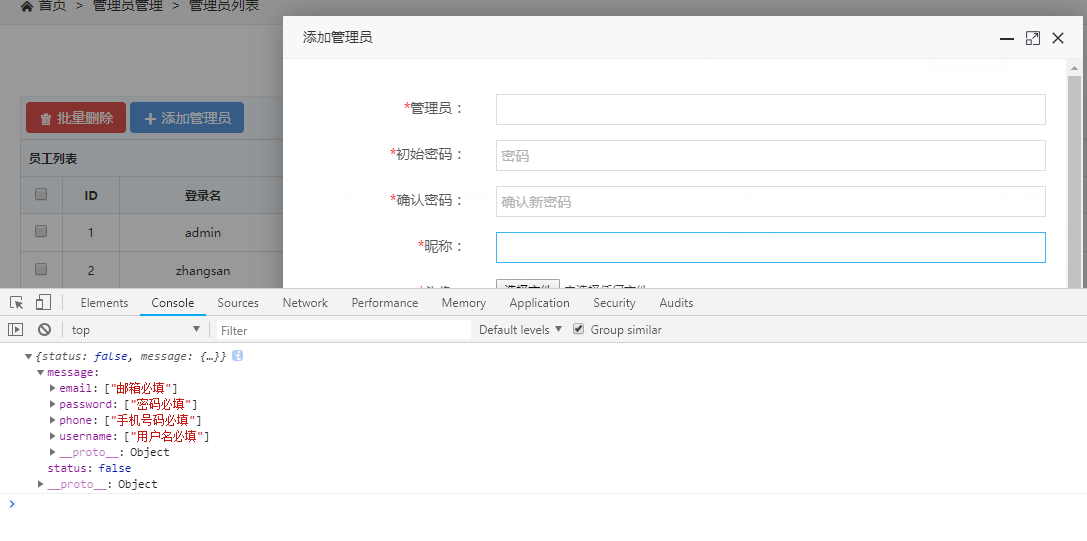 首页 > 管理员管理 > 管理员列表
添加管理员
批量删除 添加管理员
员工列表
ID 登录名
1 admin
2 zhangsan
*管理员：
*初始密码： 密码
*确认密码： 确认新密码
*昵称：
Elements Console Sources Network Performance Memory Application Security Audits
top Filter Default levels Group similar
{status: false, message: {…}}
message:
email: ["邮箱必填"]
password: ["密码必填"]
phone: ["手机号码必填"]
username: ["用户名必填"]
__proto__: Object
status: false
__proto__: Object